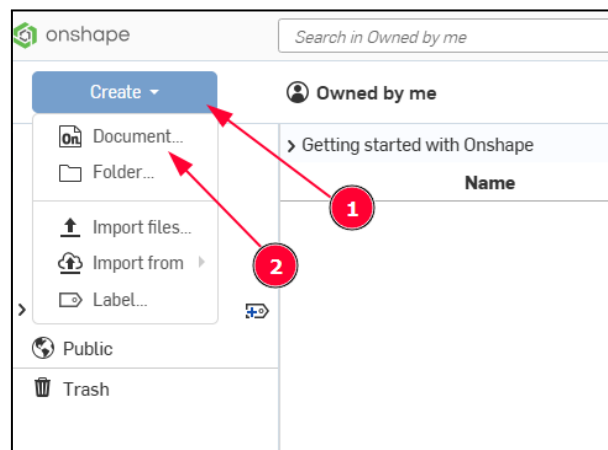 onshape
Search in Owned by me
Create
Owned by me
Document...
Getting started with Onshape
Folder...
Name
1
Import files...
Import from
2
Label...
Public
Trash